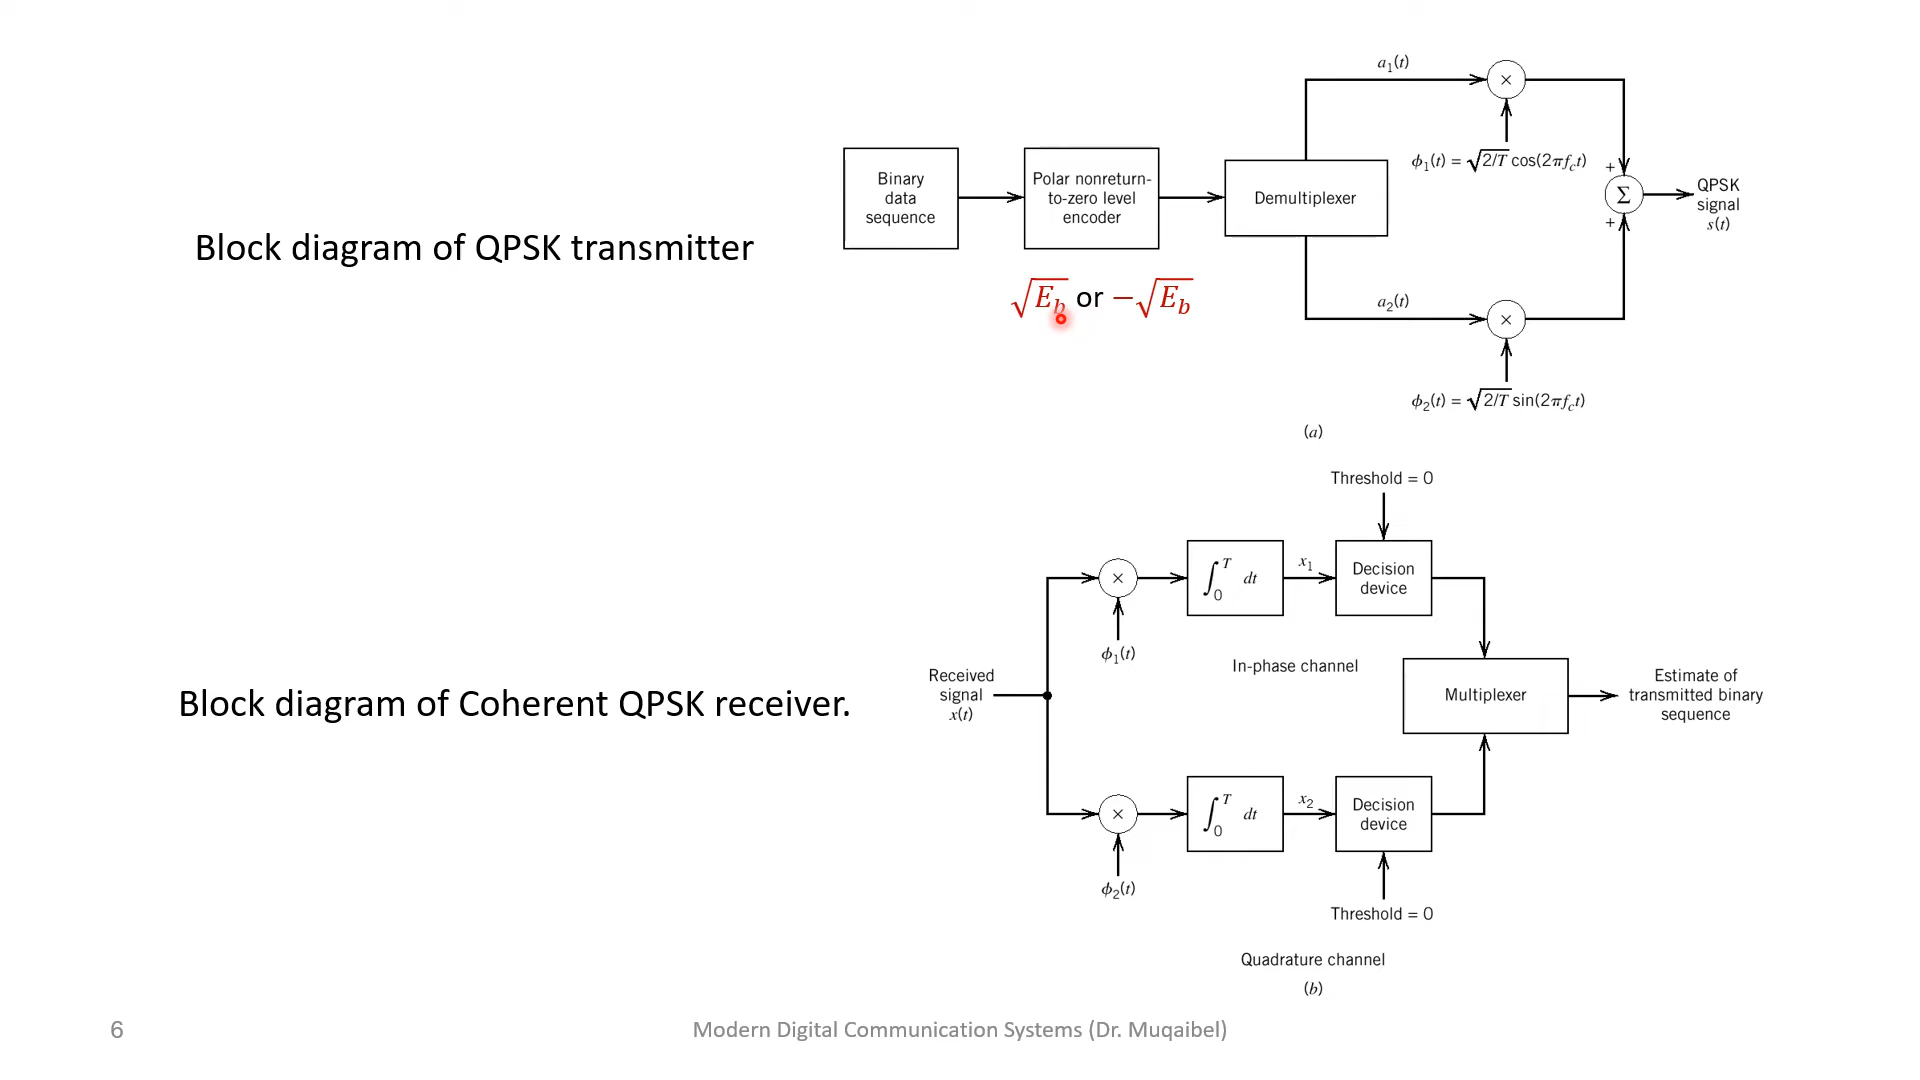 Block diagram of QPSK transmitter
Binary
data
sequence
Polar nonreturn-
to-zero level
encoder
√E_b or −√E_b
Demultiplexer
a₁(t)
×
ϕ₁(t) = √2/T cos(2πf_ct)
+
Σ
+
QPSK
signal
s(t)
a₂(t)
×
ϕ₂(t) = √2/T sin(2πf_ct)
(a)
Block diagram of Coherent QPSK receiver.
Received
signal
x(t)
×
ϕ₁(t)
∫₀ᵀ dt
x₁
Threshold = 0
Decision
device
In-phase channel
Multiplexer
Estimate of
transmitted binary
sequence
×
ϕ₂(t)
∫₀ᵀ dt
x₂
Decision
device
Threshold = 0
Quadrature channel
(b)
6
Modern Digital Communication Systems (Dr. Muqaibel)